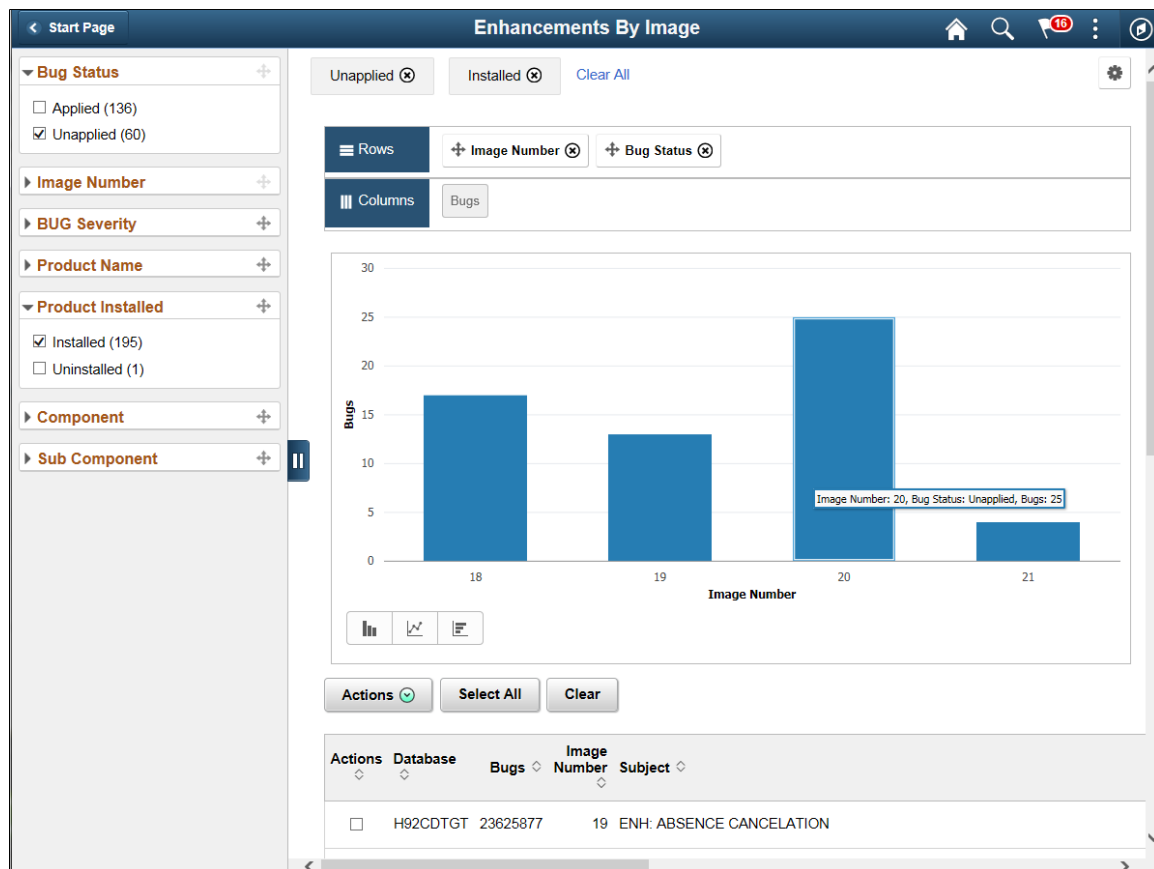 Start Page
Enhancements By Image
16
Bug Status
Applied (136)
Unapplied (60)
Image Number
BUG Severity
Product Name
Product Installed
Installed (195)
Uninstalled (1)
Component
Sub Component
Unapplied
Installed
Clear All
Rows
Image Number
Bug Status
Columns
Bugs
30
25
20
15
10
5
0
Bugs
Image Number: 20, Bug Status: Unapplied, Bugs: 25
18 19 20 21
Image Number
Actions
Select All
Clear
Actions Database Bugs Image Number Subject
H92CDTGT 23625877 19 ENH: ABSENCE CANCELATION